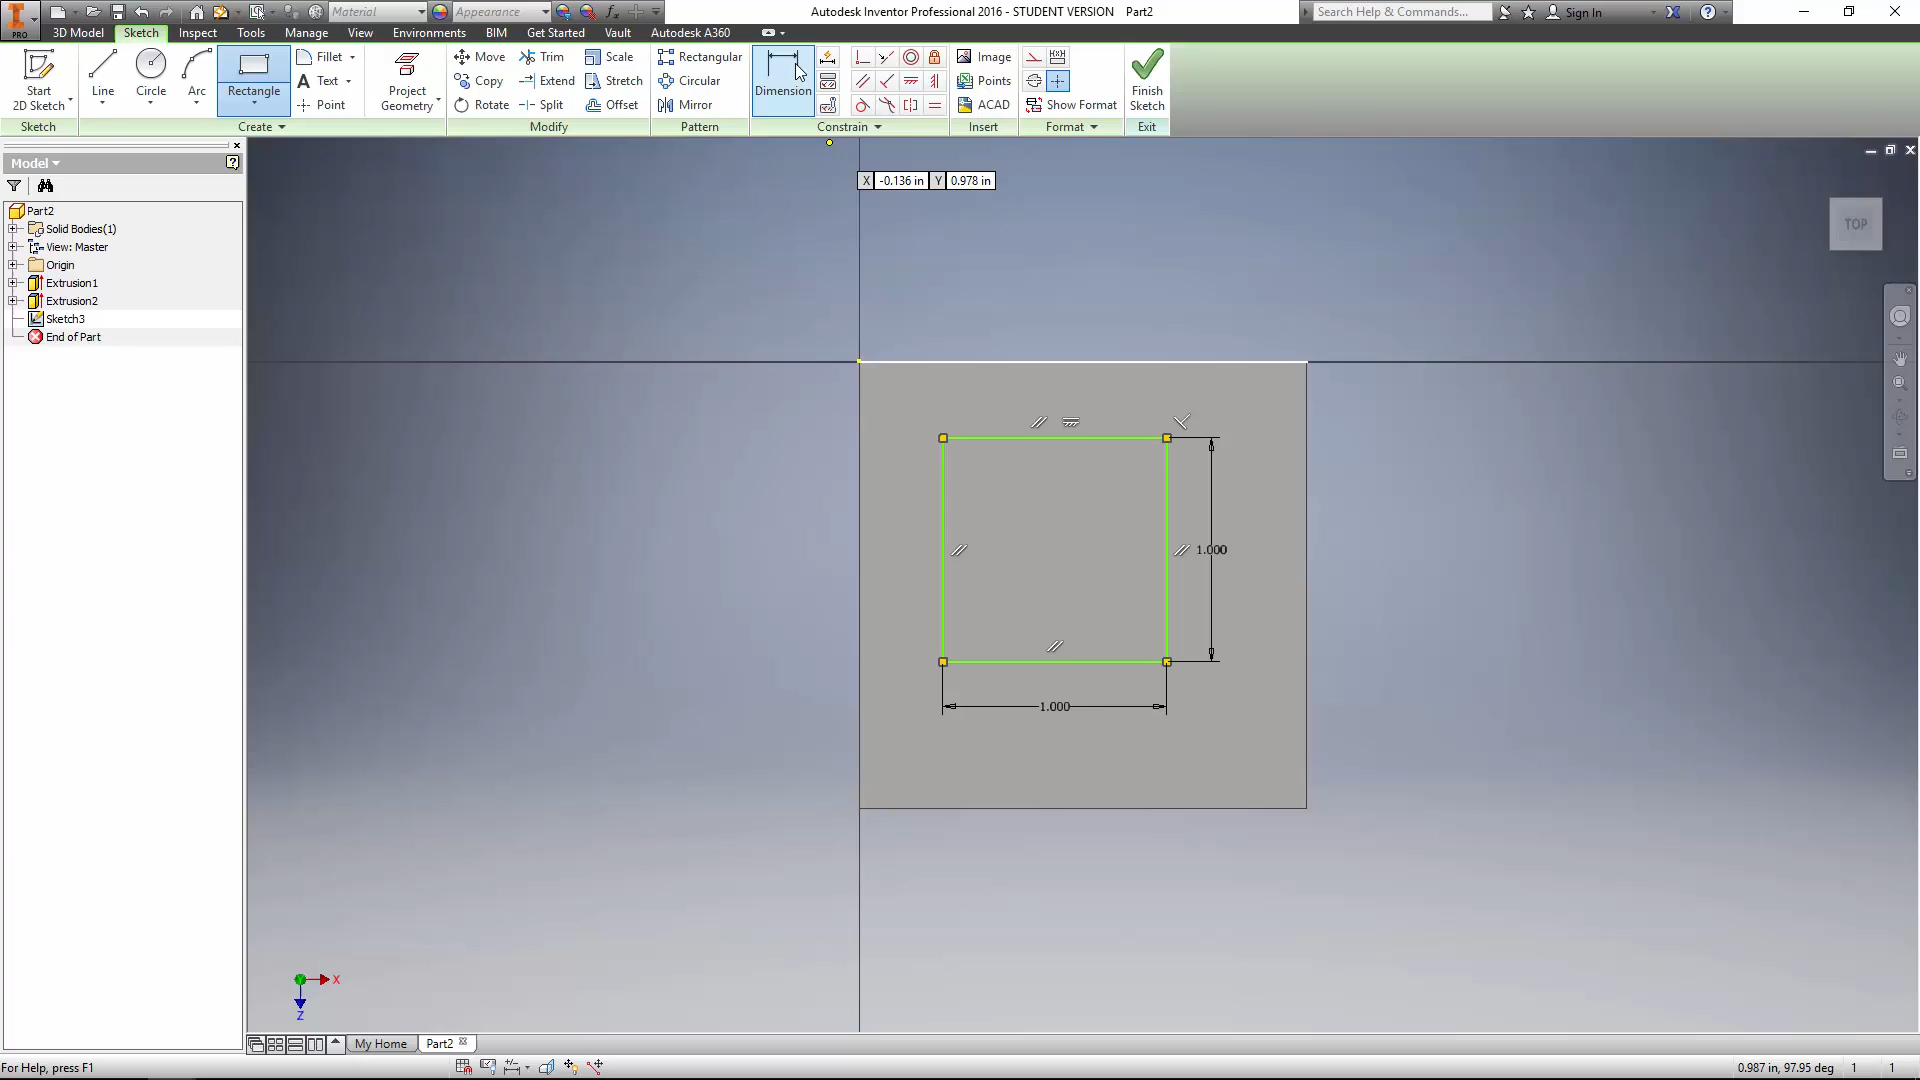 Material
Appearance
Autodesk Inventor Professional 2016 - STUDENT VERSION Part2
Search Help & Commands...
Sign In
PRO
3D Model
Sketch
Inspect
Tools
Manage
View
Environments
BIM
Get Started
Vault
Autodesk A360
Start
2D Sketch
Line
Circle
Arc
Rectangle
Fillet
Text
Point
Project
Geometry
Move
Copy
Rotate
Trim
Extend
Split
Scale
Stretch
Offset
Rectangular
Circular
Mirror
Dimension
Image
Points
ACAD
Show Format
Finish
Sketch
Sketch
Create
Modify
Pattern
Constrain
Insert
Format
Exit
Model
Part2
Solid Bodies(1)
View: Master
Origin
Extrusion1
Extrusion2
Sketch3
End of Part
X -0.136 in Y 0.978 in
TOP
1.000
1.000
X
Z
My Home
Part2
For Help, press F1
0.987 in, 97.95 deg 1 1